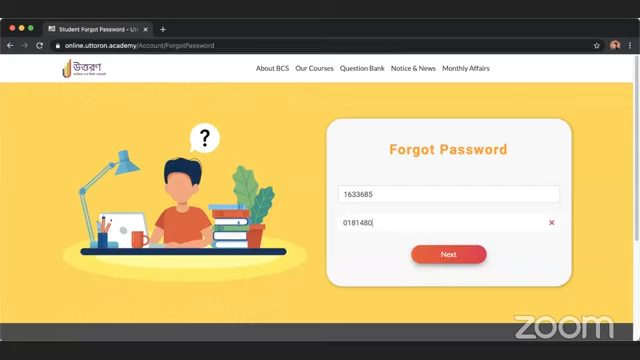 Student Forgot Password - Utt
online.uttoron.academy/Account/ForgotPassword
উত্তরণ
About BCS Our Courses Question Bank Notice & News Monthly Affairs
?
Forgot Password
1633685
0181480
Next
zoom